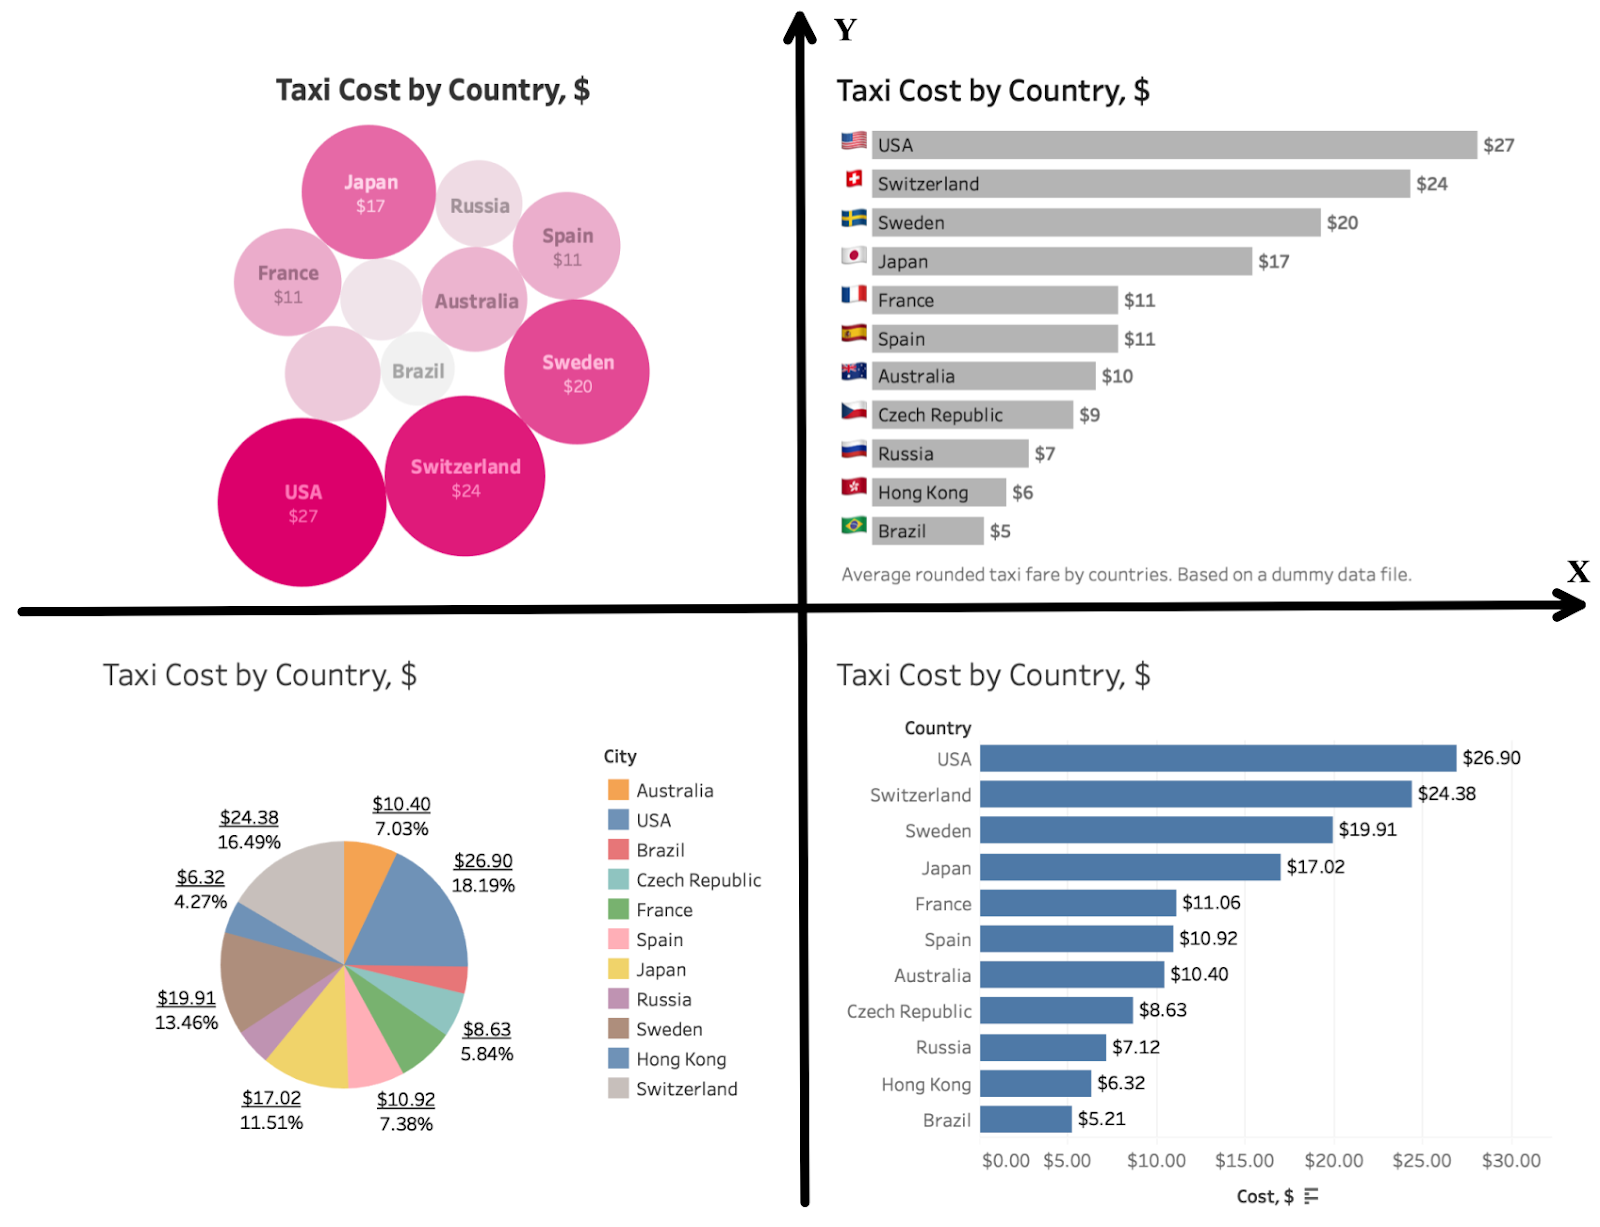 Y
Taxi Cost by Country, $
Japan
$17
Russia
Spain
$11
France
$11
Australia
Brazil
Sweden
$20
Switzerland
$24
USA
$27
Taxi Cost by Country, $
USA $27
Switzerland $24
Sweden $20
Japan $17
France $11
Spain $11
Australia $10
Czech Republic $9
Russia $7
Hong Kong $6
Brazil $5
Average rounded taxi fare by countries. Based on a dummy data file.
X
Taxi Cost by Country, $
$10.40
7.03%
$24.38
16.49%
$26.90
18.19%
$6.32
4.27%
$19.91
13.46%
$8.63
5.84%
$17.02
11.51%
$10.92
7.38%
City
Australia
USA
Brazil
Czech Republic
France
Spain
Japan
Russia
Sweden
Hong Kong
Switzerland
Taxi Cost by Country, $
Country
USA $26.90
Switzerland $24.38
Sweden $19.91
Japan $17.02
France $11.06
Spain $10.92
Australia $10.40
Czech Republic $8.63
Russia $7.12
Hong Kong $6.32
Brazil $5.21
$0.00 $5.00 $10.00 $15.00 $20.00 $25.00 $30.00
Cost, $